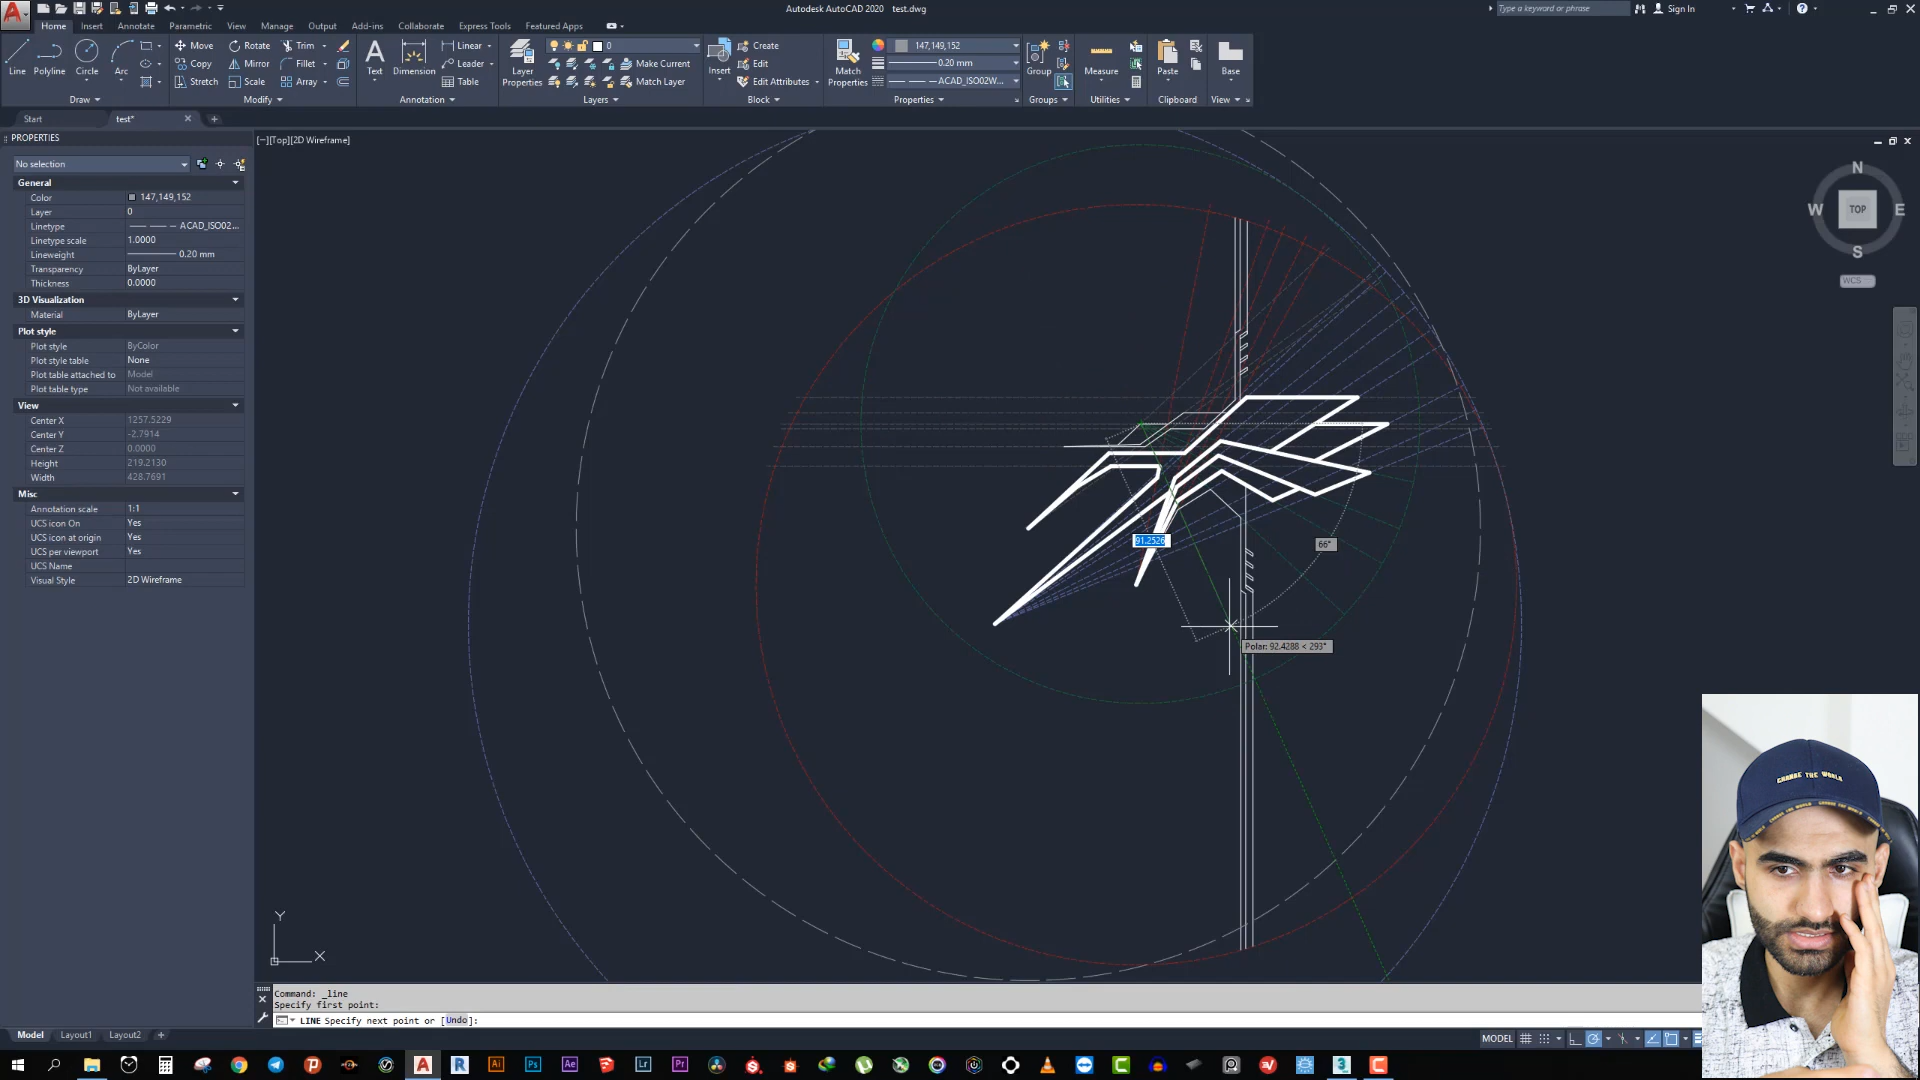 Autodesk AutoCAD 2020 test.dwg
Type a keyword or phrase
Sign In
Home Insert Annotate Parametric View Manage Output Add-ins Collaborate Express Tools Featured Apps
Line Polyline Circle Arc
Move Rotate Trim
Copy Mirror Fillet
Stretch Scale Array
Text Dimension
Linear
Leader
Table
Layer Properties
0
Make Current
Match Layer
Insert
Create
Edit
Edit Attributes
Match Properties
147,149,152
0.20 mm
ACAD_ISO02W...
Group
Measure
Paste
Base
Draw Modify Annotation Layers Block Properties Groups Utilities Clipboard View
Start test*
PROPERTIES
[−][Top][2D Wireframe]
No selection
General
Color 147,149,152
Layer 0
Linetype ACAD_ISO02...
Linetype scale 1.0000
Lineweight 0.20 mm
Transparency ByLayer
Thickness 0.0000
3D Visualization
Material ByLayer
Plot style
Plot style ByColor
Plot style table None
Plot table attached to Model
Plot table type Not available
View
Center X 1257.5229
Center Y -2.7914
Center Z 0.0000
Height 219.2130
Width 428.7691
Misc
Annotation scale 1:1
UCS icon On Yes
UCS icon at origin Yes
UCS per viewport Yes
UCS Name
Visual Style 2D Wireframe
N
W TOP E
S
WCS
91.2526
66°
Polar: 92.4288 < 293°
CHANGE THE WORLD
Y
X
Command: _line
Specify first point:
LINE Specify next point or [Undo]:
Model Layout1 Layout2
MODEL
A R Ai Ps Ae Lr Pr C 3 C